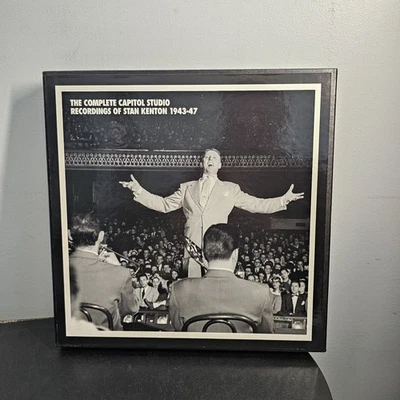 THE COMPLETE CAPITOL STUDIO
RECORDINGS OF STAN KENTON 1943-47